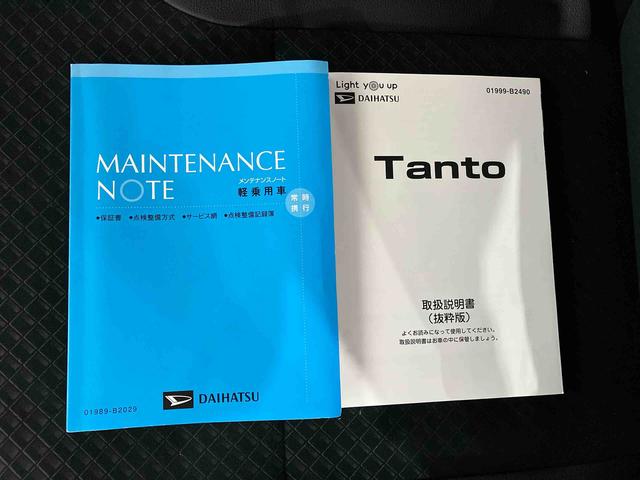 MAINTENANCE
NOTE
メンテナンスノート
軽乗用車
常時
携行
●保証書 ●点検整備方式 ●サービス網 ●点検整備記録簿
DAIHATSU
01989-B2029
Light you up
DAIHATSU
01999-B2490
Tanto
取扱説明書
（抜粋版）
よくお読みになって使用してください。
取扱説明書はお車の中に保管しましょう。